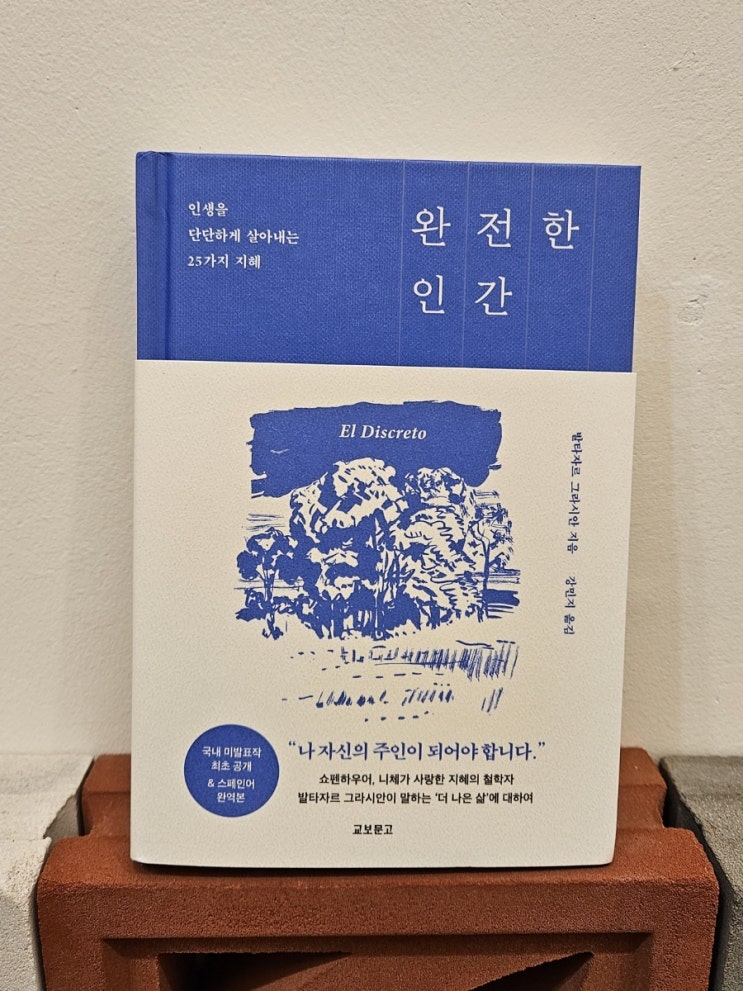 인생을
단단하게 살아내는
25가지 지혜
완전한
인간
El Discreto
발타자르 그라시안 지음
강민지 옮김
국내 미발표작
최초 공개
& 스페인어
완역본
“나 자신의 주인이 되어야 합니다.”
쇼펜하우어, 니체가 사랑한 지혜의 철학자
발타자르 그라시안이 말하는 ‘더 나은 삶’에 대하여
교보문고